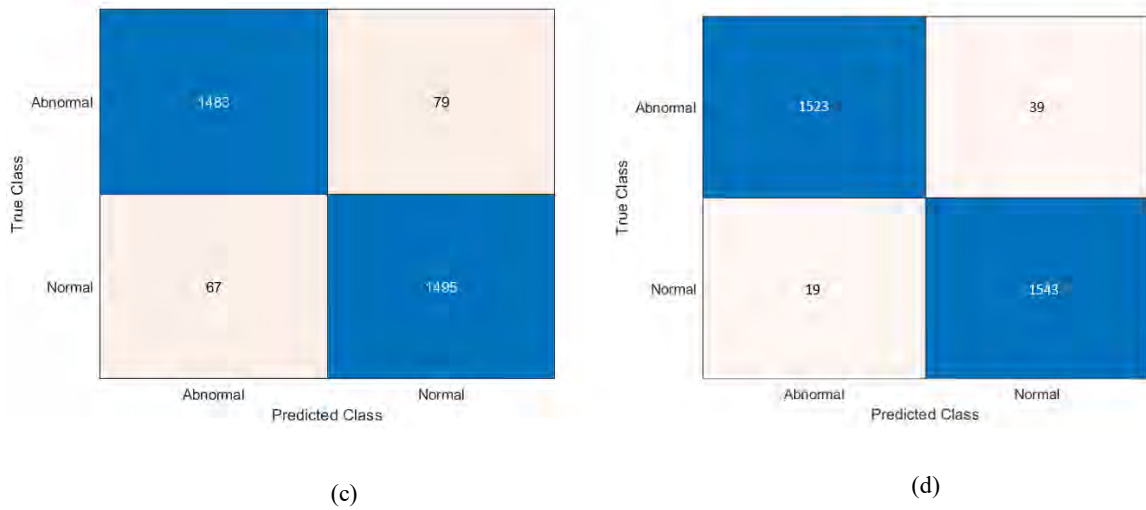 Abnormal
1483
79
True Class
Normal
67
1495
Abnormal
Normal
Predicted Class
(c)
Abnormal
1523
39
True Class
Normal
19
1543
Abnormal
Normal
Predicted Class
(d)